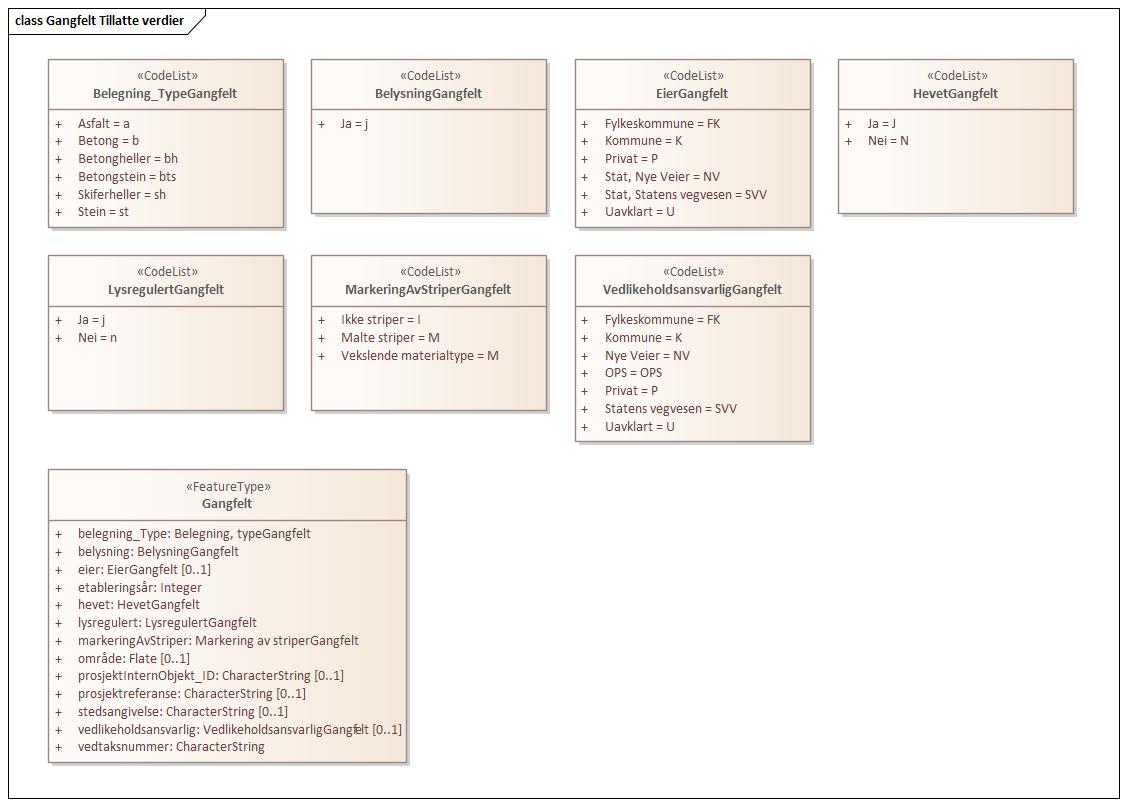 class Gangfelt Tillatte verdier
«CodeList»
Belegning_TypeGangfelt
+ Asfalt = a
+ Betong = b
+ Betongheller = bh
+ Betongstein = bts
+ Skiferheller = sh
+ Stein = st
«CodeList»
BelysningGangfelt
+ Ja = j
«CodeList»
EierGangfelt
+ Fylkeskommune = FK
+ Kommune = K
+ Privat = P
+ Stat, Nye Veier = NV
+ Stat, Statens vegvesen = SVV
+ Uavklart = U
«CodeList»
HevetGangfelt
+ Ja = J
+ Nei = N
«CodeList»
LysregulertGangfelt
+ Ja = j
+ Nei = n
«CodeList»
MarkeringAvStriperGangfelt
+ Ikke striper = I
+ Malte striper = M
+ Vekslende materialtype = M
«CodeList»
VedlikeholdsansvarligGangfelt
+ Fylkeskommune = FK
+ Kommune = K
+ Nye Veier = NV
+ OPS = OPS
+ Privat = P
+ Statens vegvesen = SVV
+ Uavklart = U
«FeatureType»
Gangfelt
+ belegning_Type: Belegning, typeGangfelt
+ belysning: BelysningGangfelt
+ eier: EierGangfelt [0..1]
+ etableringsår: Integer
+ hevet: HevetGangfelt
+ lysregulert: LysregulertGangfelt
+ markeringAvStriper: Markering av striperGangfelt
+ område: Flate [0..1]
+ prosjektInternObjekt_ID: CharacterString [0..1]
+ prosjektreferanse: CharacterString [0..1]
+ stedsangivelse: CharacterString [0..1]
+ vedlikeholdsansvarlig: VedlikeholdsansvarligGangfelt [0..1]
+ vedtaksnummer: CharacterString